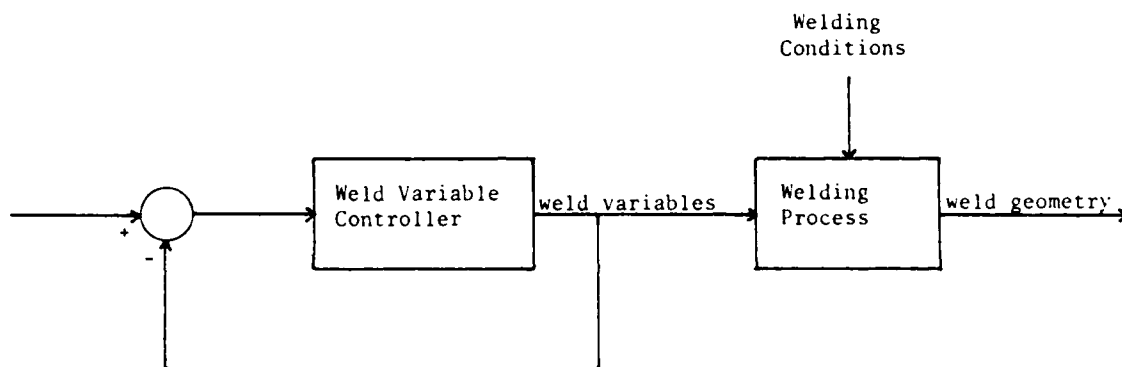 Welding
Conditions
Weld Variable
Controller
weld variables
Welding
Process
weld geometry
+
-